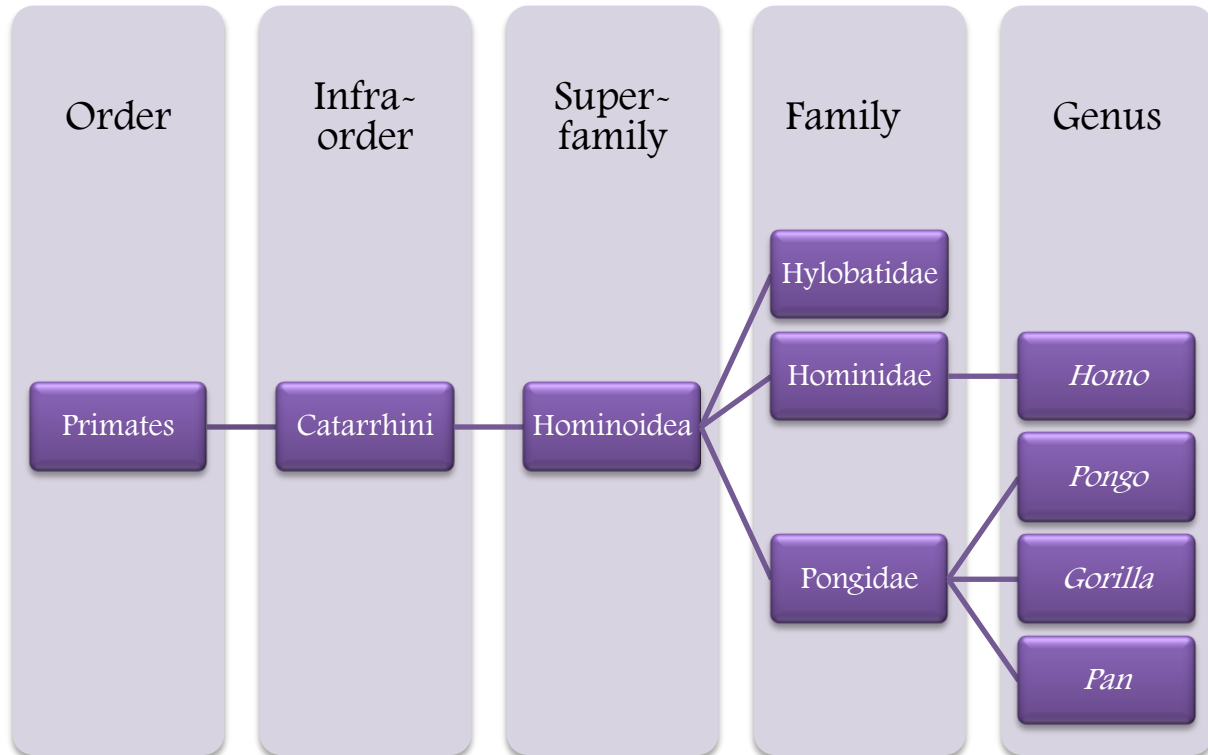 Order
Infra-
order
Super-
family
Family
Genus
Primates
Catarrhini
Hominoidea
Hylobatidae
Hominidae
Pongidae
Homo
Pongo
Gorilla
Pan